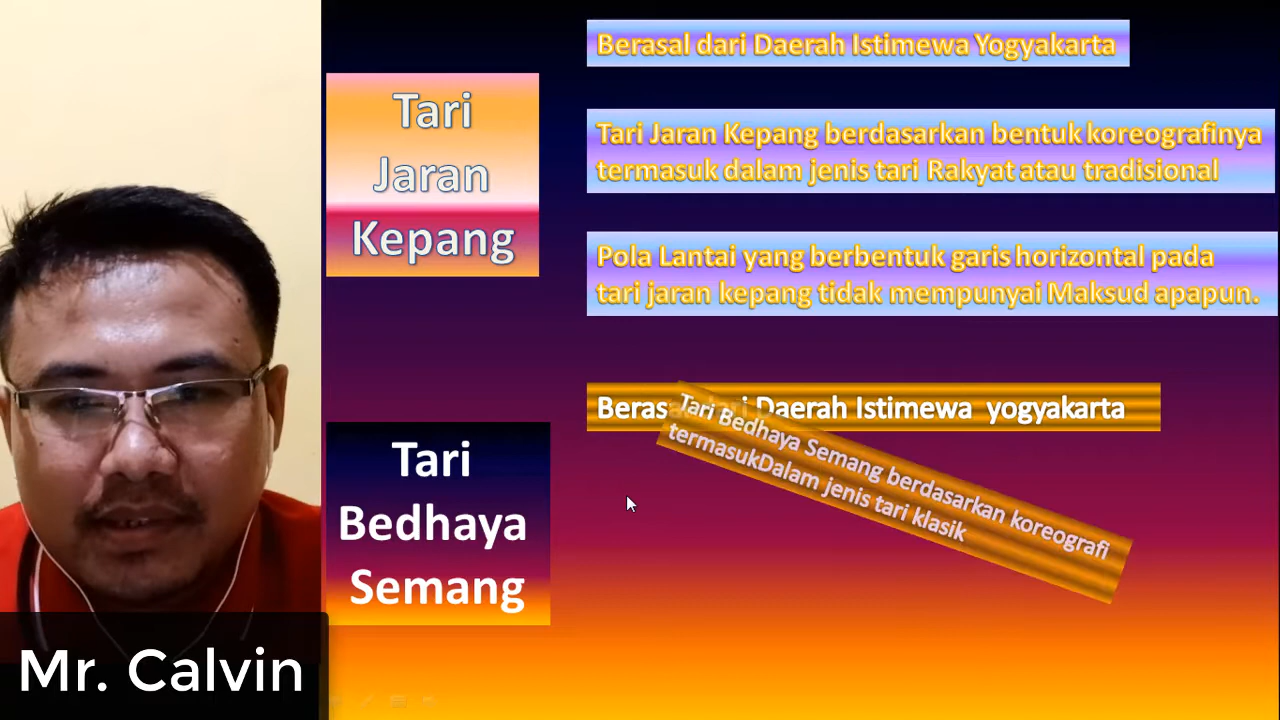 Berasal dari Daerah Istimewa Yogyakarta
Tari
Jaran
Kepang
Tari Jaran Kepang berdasarkan bentuk koreografinya
termasuk dalam jenis tari Rakyat atau tradisional
Pola Lantai yang berbentuk garis horizontal pada
tari jaran kepang tidak mempunyai Maksud apapun.
Tari
Bedhaya
Semang
Berasal dari Daerah Istimewa yogyakarta
Tari Bedhaya Semang berdasarkan koreografi
termasukDalam jenis tari klasik
Mr. Calvin